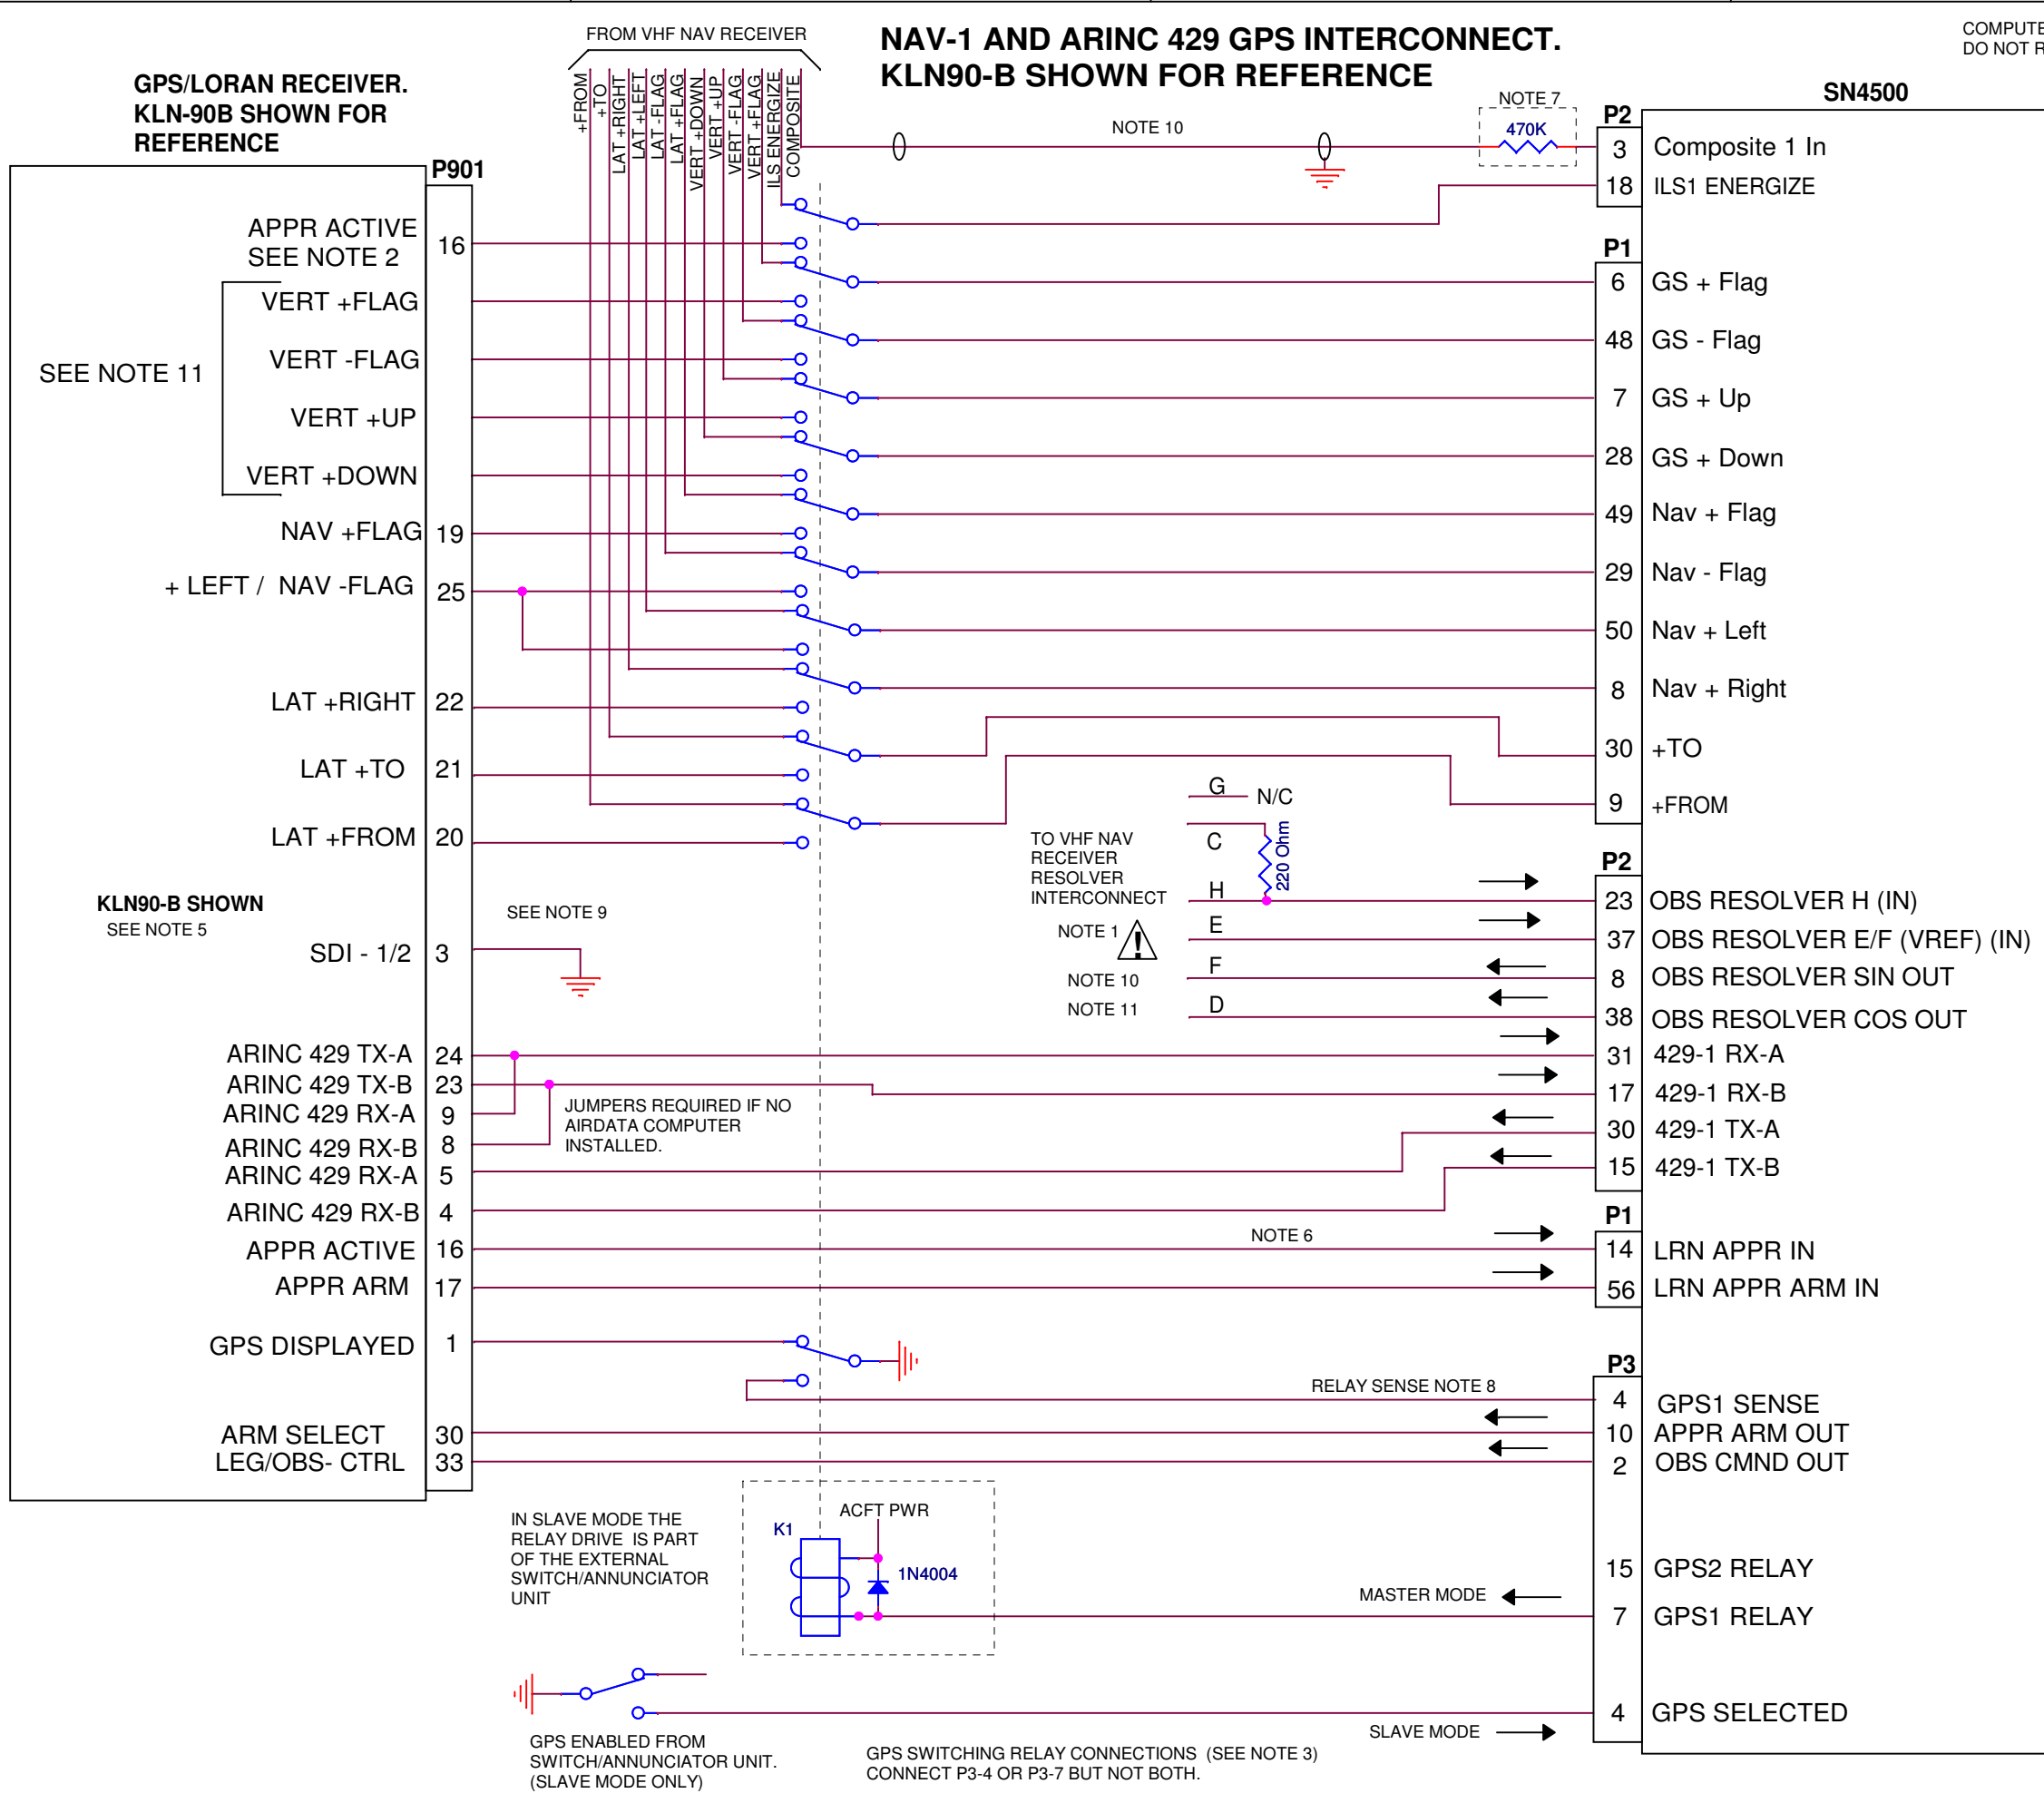 FROM VHF NAV RECEIVER
NAV-1 AND ARINC 429 GPS INTERCONNECT.
KLN90-B SHOWN FOR REFERENCE
COMPUTE
DO NOT R
GPS/LORAN RECEIVER.
KLN-90B SHOWN FOR
REFERENCE
+FROM
+TO
LAT +RIGHT
LAT +LEFT
LAT -FLAG
LAT +FLAG
VERT +DOWN
VERT +UP
VERT -FLAG
VERT +FLAG
ILS ENERGIZE
COMPOSITE
NOTE 10
NOTE 7
470K
SN4500
P2
3 Composite 1 In
18 ILS1 ENERGIZE
P1
6 GS + Flag
48 GS - Flag
7 GS + Up
28 GS + Down
49 Nav + Flag
29 Nav - Flag
50 Nav + Left
8 Nav + Right
30 +TO
9 +FROM
P901
APPR ACTIVE 16
SEE NOTE 2
VERT +FLAG
VERT -FLAG
SEE NOTE 11
VERT +UP
VERT +DOWN
NAV +FLAG 19
+ LEFT / NAV -FLAG 25
LAT +RIGHT 22
LAT +TO 21
LAT +FROM 20
KLN90-B SHOWN
SEE NOTE 5
SEE NOTE 9
SDI - 1/2 3
G N/C
C
220 Ohm
H
E
F
D
TO VHF NAV
RECEIVER
RESOLVER
INTERCONNECT
NOTE 1
!
NOTE 10
NOTE 11
P2
23 OBS RESOLVER H (IN)
37 OBS RESOLVER E/F (VREF) (IN)
8 OBS RESOLVER SIN OUT
38 OBS RESOLVER COS OUT
31 429-1 RX-A
17 429-1 RX-B
30 429-1 TX-A
15 429-1 TX-B
ARINC 429 TX-A 24
ARINC 429 TX-B 23
ARINC 429 RX-A 9
ARINC 429 RX-B 8
ARINC 429 RX-A 5
ARINC 429 RX-B 4
JUMPERS REQUIRED IF NO
AIRDATA COMPUTER
INSTALLED.
APPR ACTIVE 16
APPR ARM 17
NOTE 6
P1
14 LRN APPR IN
56 LRN APPR ARM IN
GPS DISPLAYED 1
ARM SELECT 30
LEG/OBS- CTRL 33
RELAY SENSE NOTE 8
P3
4 GPS1 SENSE
10 APPR ARM OUT
2 OBS CMND OUT
15 GPS2 RELAY
7 GPS1 RELAY
4 GPS SELECTED
IN SLAVE MODE THE
RELAY DRIVE IS PART
OF THE EXTERNAL
SWITCH/ANNUNCIATOR
UNIT
K1
ACFT PWR
1N4004
MASTER MODE
SLAVE MODE
GPS ENABLED FROM
SWITCH/ANNUNCIATOR UNIT.
(SLAVE MODE ONLY)
GPS SWITCHING RELAY CONNECTIONS (SEE NOTE 3)
CONNECT P3-4 OR P3-7 BUT NOT BOTH.